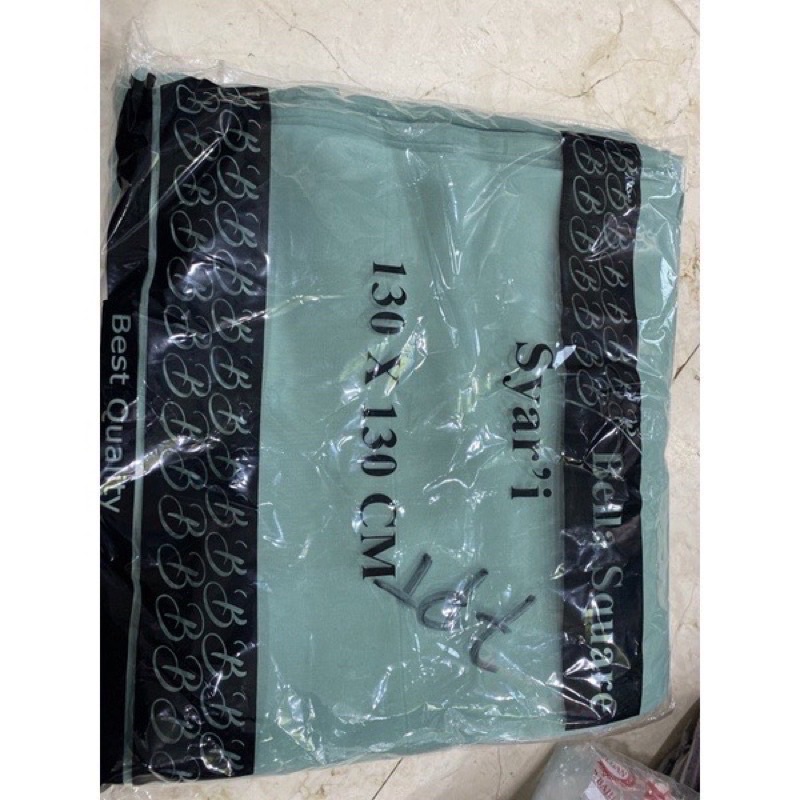 Bella Square
Syar'i
130 X 130 CM
Best Quality